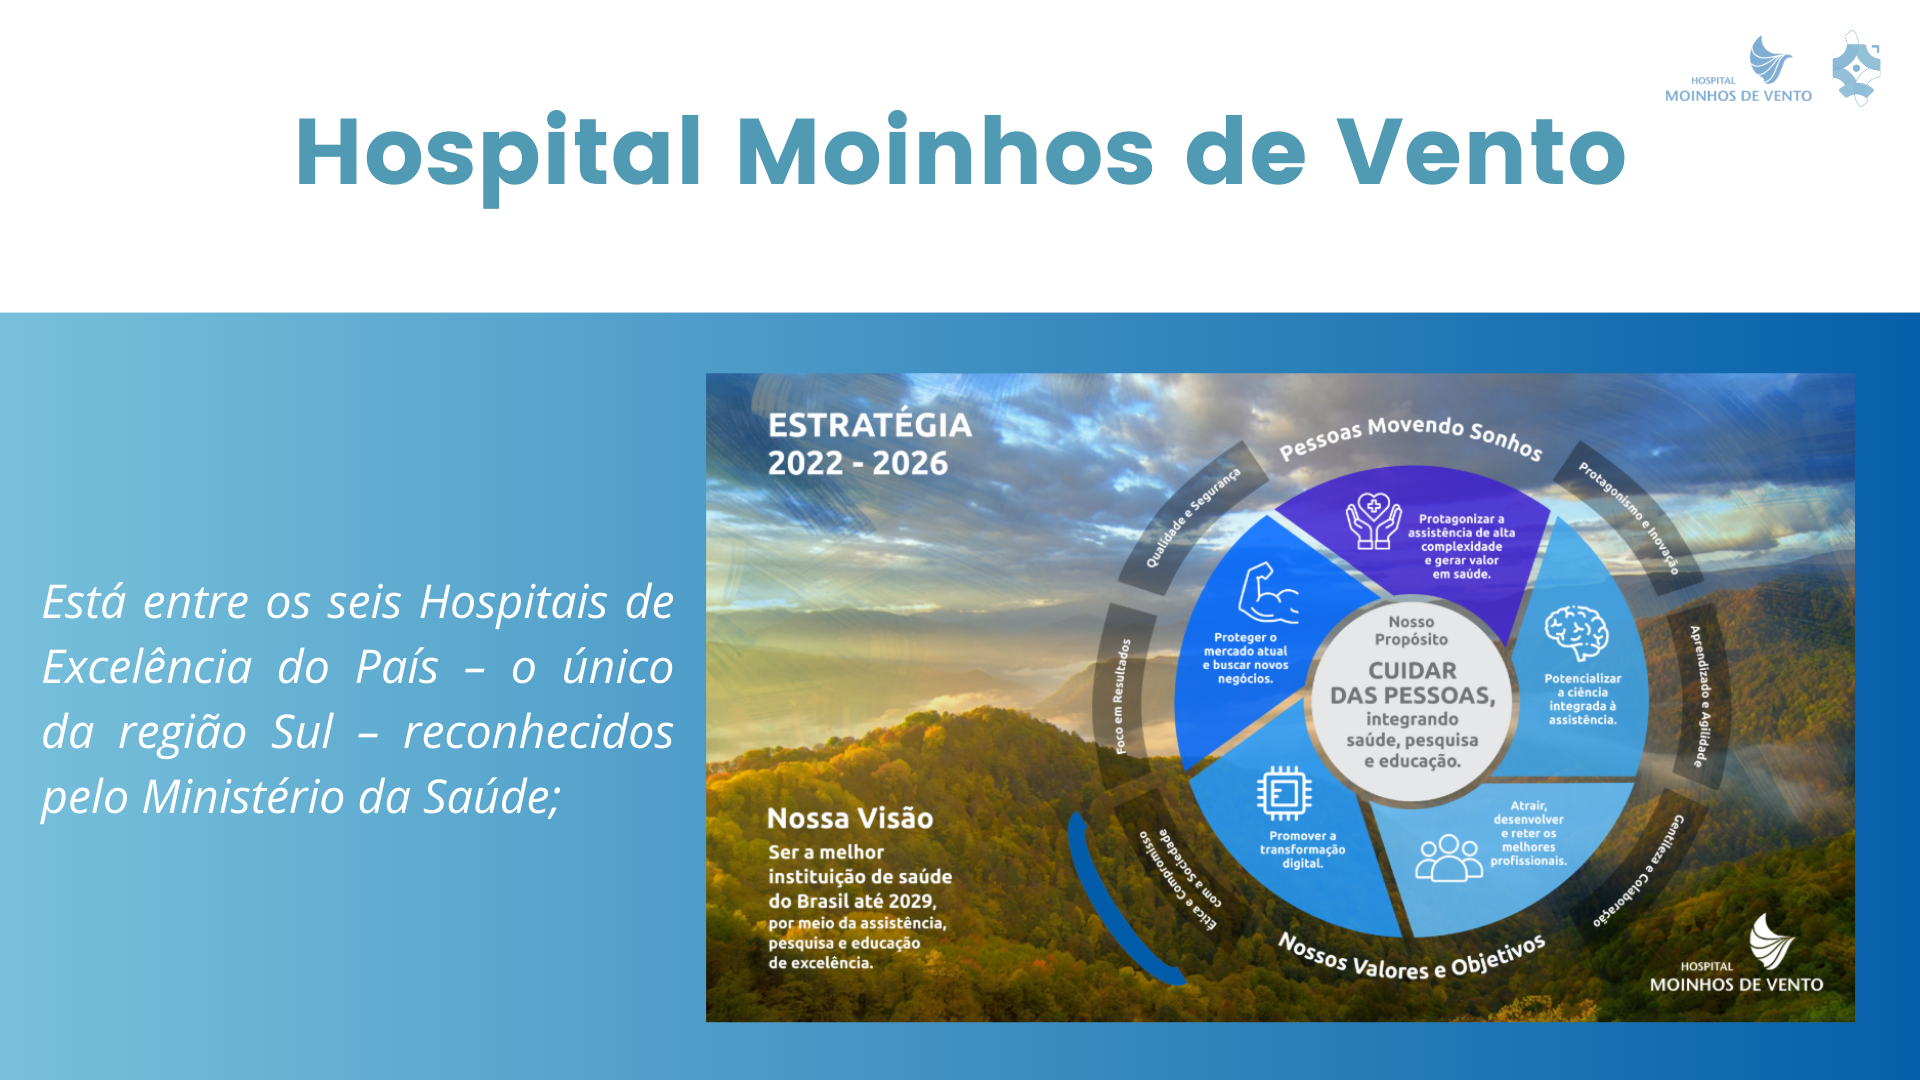 HOSPITAL
MOINHOS DE VENTO
Hospital Moinhos de Vento
Está entre os seis Hospitais de
Excelência do País – o único
da região Sul – reconhecidos
pelo Ministério da Saúde;
ESTRATÉGIA
2022 - 2026
Nossa Visão
Ser a melhor
instituição de saúde
do Brasil até 2029,
por meio da assistência,
pesquisa e educação
de excelência.
Pessoas Movendo Sonhos
Qualidade e Segurança
Protagonismo e Inovação
Foco em Resultados
Aprendizado e Agilidade
Ética e Compromisso
com a Sociedade
Gentileza e Colaboração
Protagonizar a
assistência de alta
complexidade
e gerar valor
em saúde.
Proteger o
mercado atual
e buscar novos
negócios.
Nosso
Propósito
CUIDAR
DAS PESSOAS,
integrando
saúde, pesquisa
e educação.
Potencializar
a ciência
integrada à
assistência.
Promover a
transformação
digital.
Atrair,
desenvolver
e reter os
melhores
profissionais.
Nossos Valores e Objetivos
HOSPITAL
MOINHOS DE VENTO